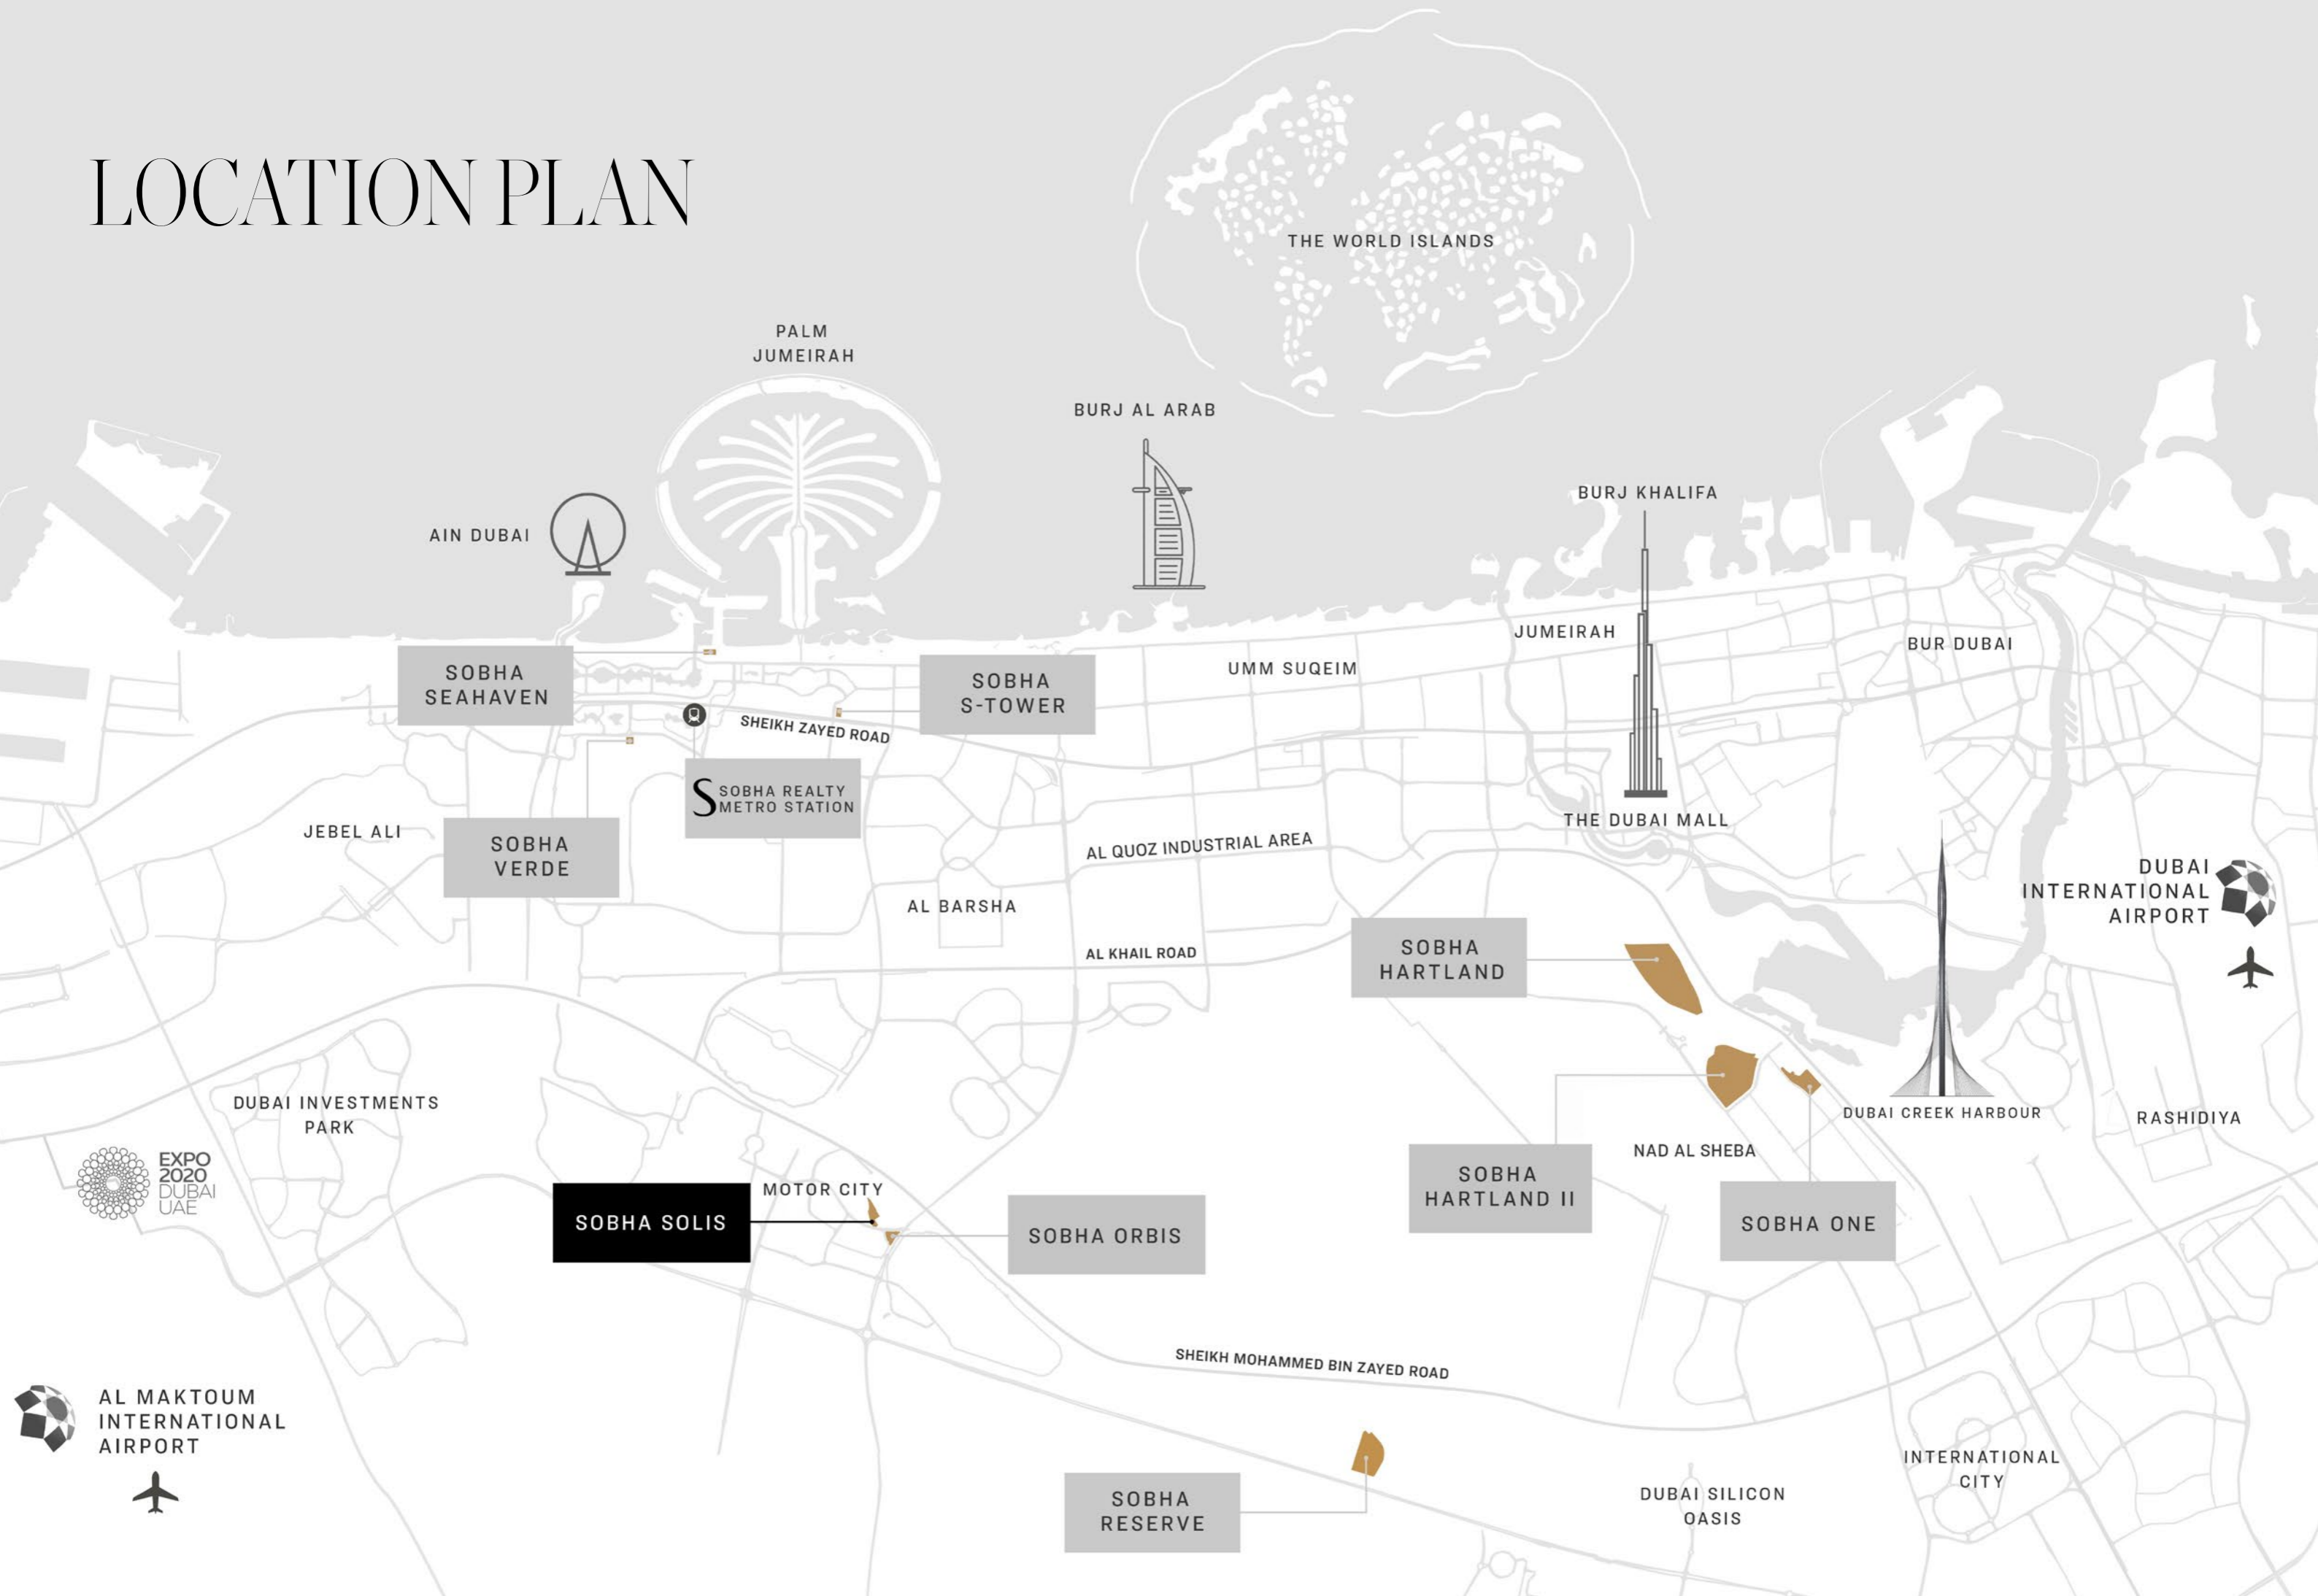 LOCATION PLAN
THE WORLD ISLANDS
PALM
JUMEIRAH
BURJ AL ARAB
BURJ KHALIFA
AIN DUBAI
JUMEIRAH
BUR DUBAI
SOBHA
SEAHAVEN
SOBHA
S-TOWER
UMM SUQEIM
SHEIKH ZAYED ROAD
S SOBHA REALTY
METRO STATION
THE DUBAI MALL
JEBEL ALI
SOBHA
VERDE
AL QUOZ INDUSTRIAL AREA
DUBAI
INTERNATIONAL
AIRPORT
AL BARSHA
AL KHAIL ROAD
SOBHA
HARTLAND
DUBAI INVESTMENTS
PARK
DUBAI CREEK HARBOUR
RASHIDIYA
NAD AL SHEBA
EXPO
2020
DUBAI
UAE
MOTOR CITY
SOBHA SOLIS
SOBHA ORBIS
SOBHA
HARTLAND II
SOBHA ONE
SHEIKH MOHAMMED BIN ZAYED ROAD
AL MAKTOUM
INTERNATIONAL
AIRPORT
SOBHA
RESERVE
DUBAI SILICON
OASIS
INTERNATIONAL
CITY